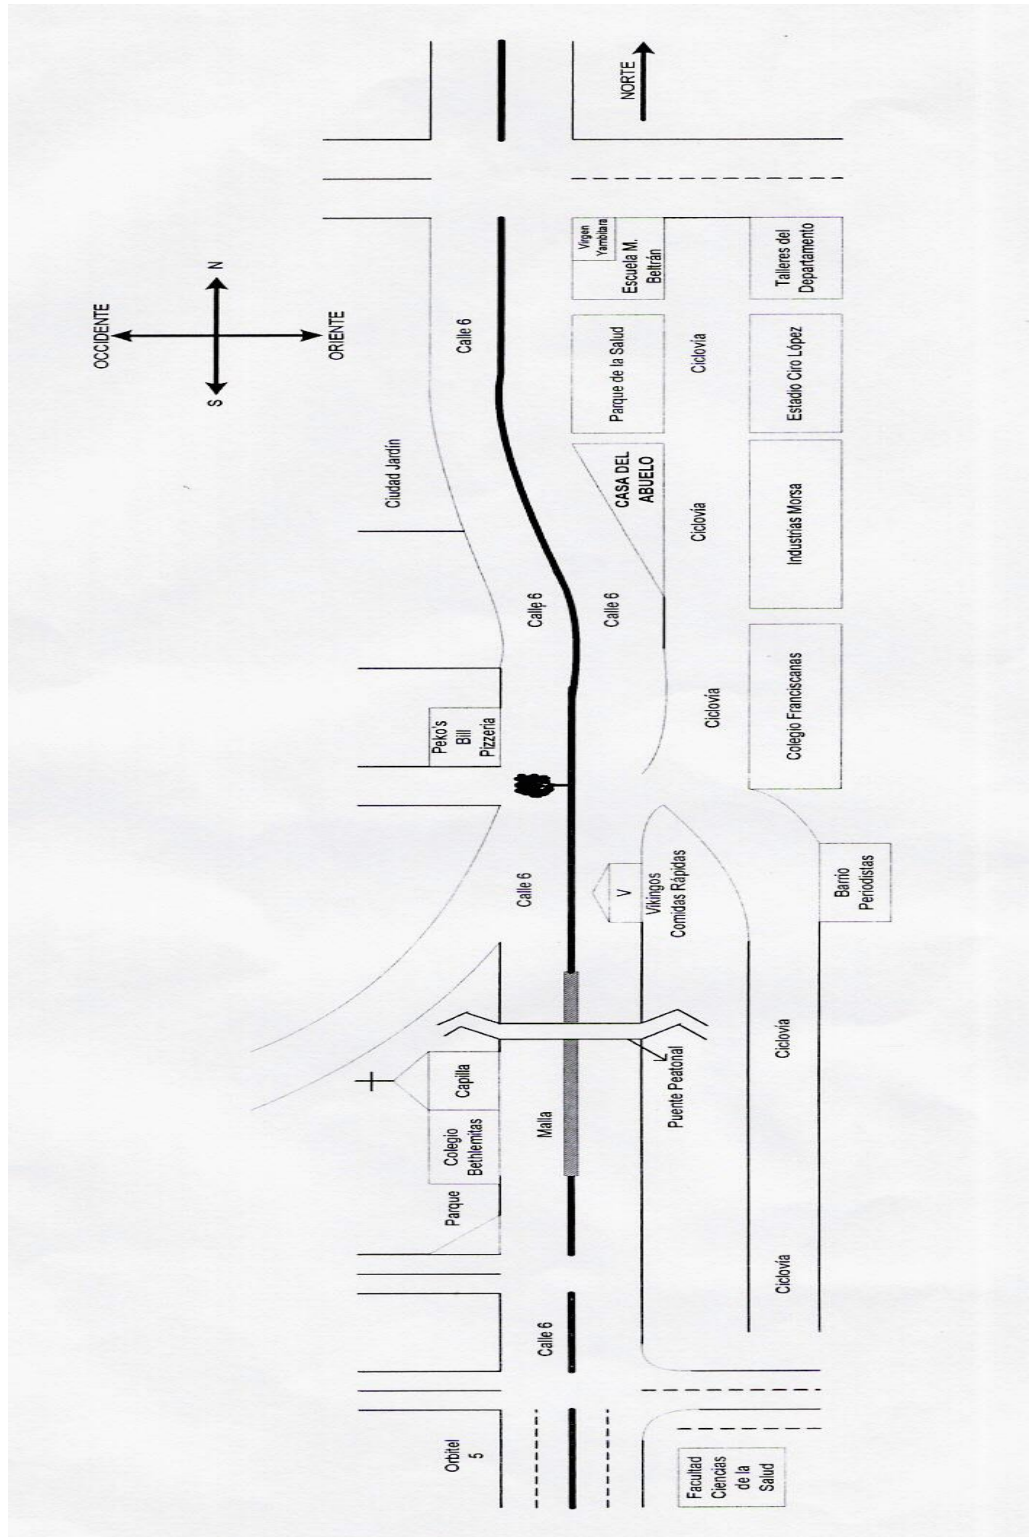 OCCIDENTE
S
N
ORIENTE
NORTE
Calle 6
Ciudad Jardín
Virgen
Yambitara
Escuela M.
Beltrán
Talleres del
Departamento
Parque de la Salud
Ciclovía
Estadio Ciro López
CASA DEL
ABUELO
Ciclovía
Industrias Morsa
Calle 6
Calle 6
Peko's
Bill
Pizzería
Ciclovía
Colegio Franciscanas
Calle 6
V
Vikingos
Comidas Rápidas
Barrio
Periodistas
Capilla
Colegio
Bethlemitas
Parque
Malla
Puente Peatonal
Ciclovía
Ciclovía
Calle 6
Orbitel
5
Facultad
Ciencias
de la
Salud